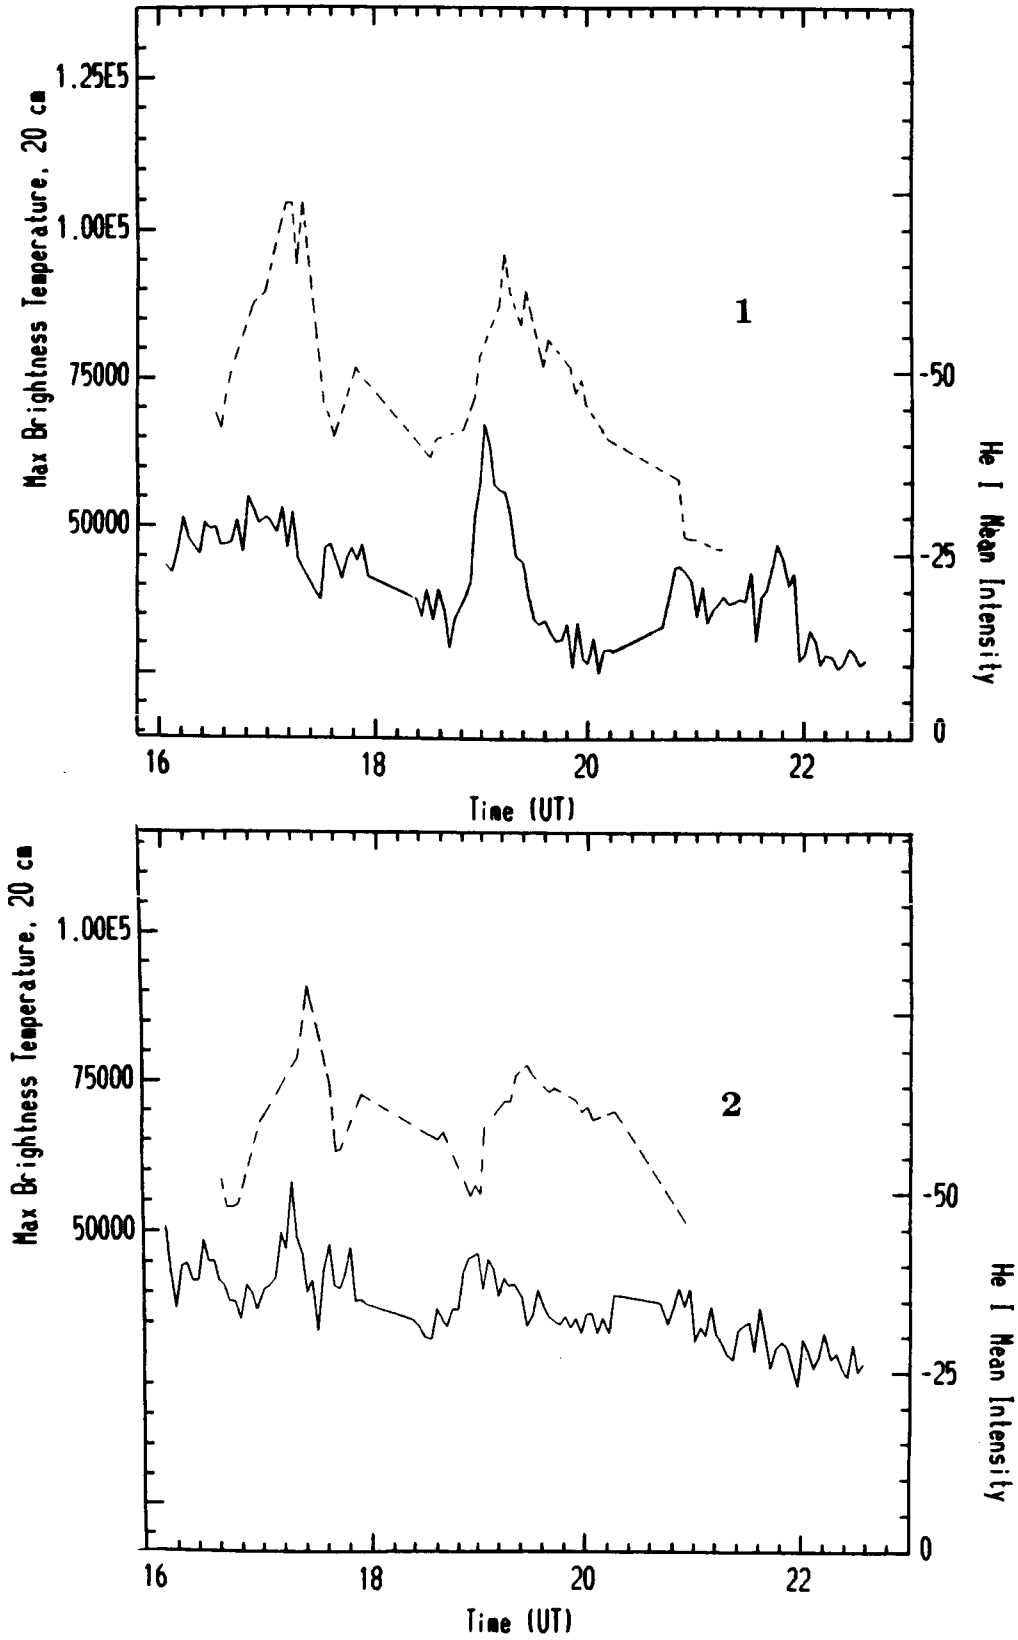 Max Brightness Temperature, 20 cm
1.25E5
1.00E5
75000
50000
1
-50
-25
0
He I Mean Intensity
16 18 20 22
Time (UT)
Max Brightness Temperature, 20 cm
1.00E5
75000
50000
2
-50
-25
0
He I Mean Intensity
16 18 20 22
Time (UT)